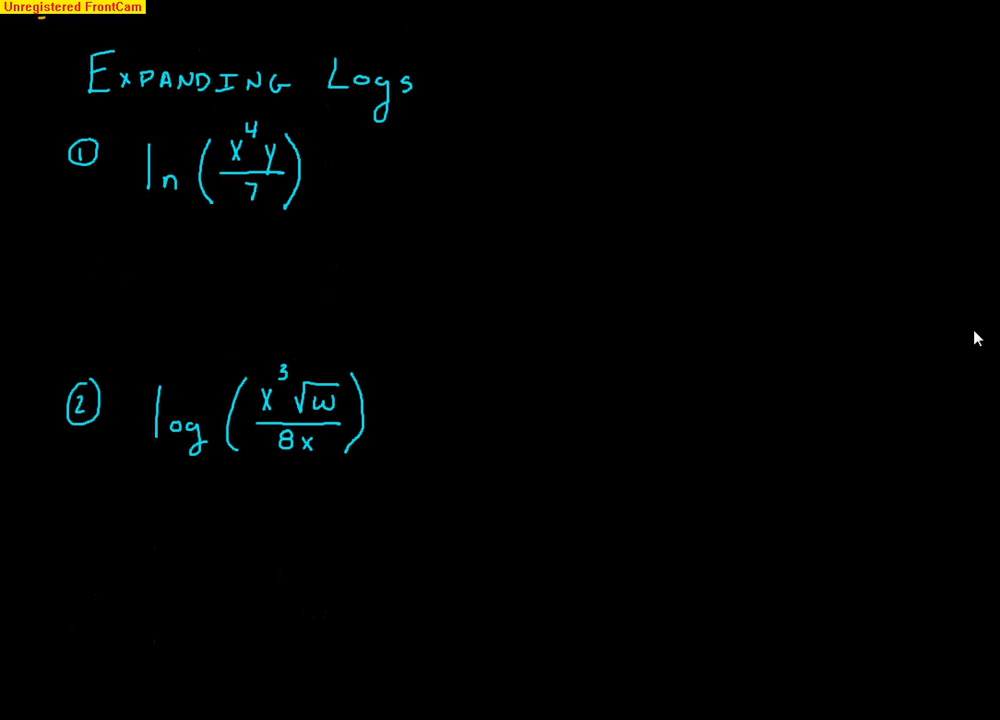 Unregistered FrontCam
EXPANDING LOGS
① ln (x⁴y/7)
② log (x³√w/8x)